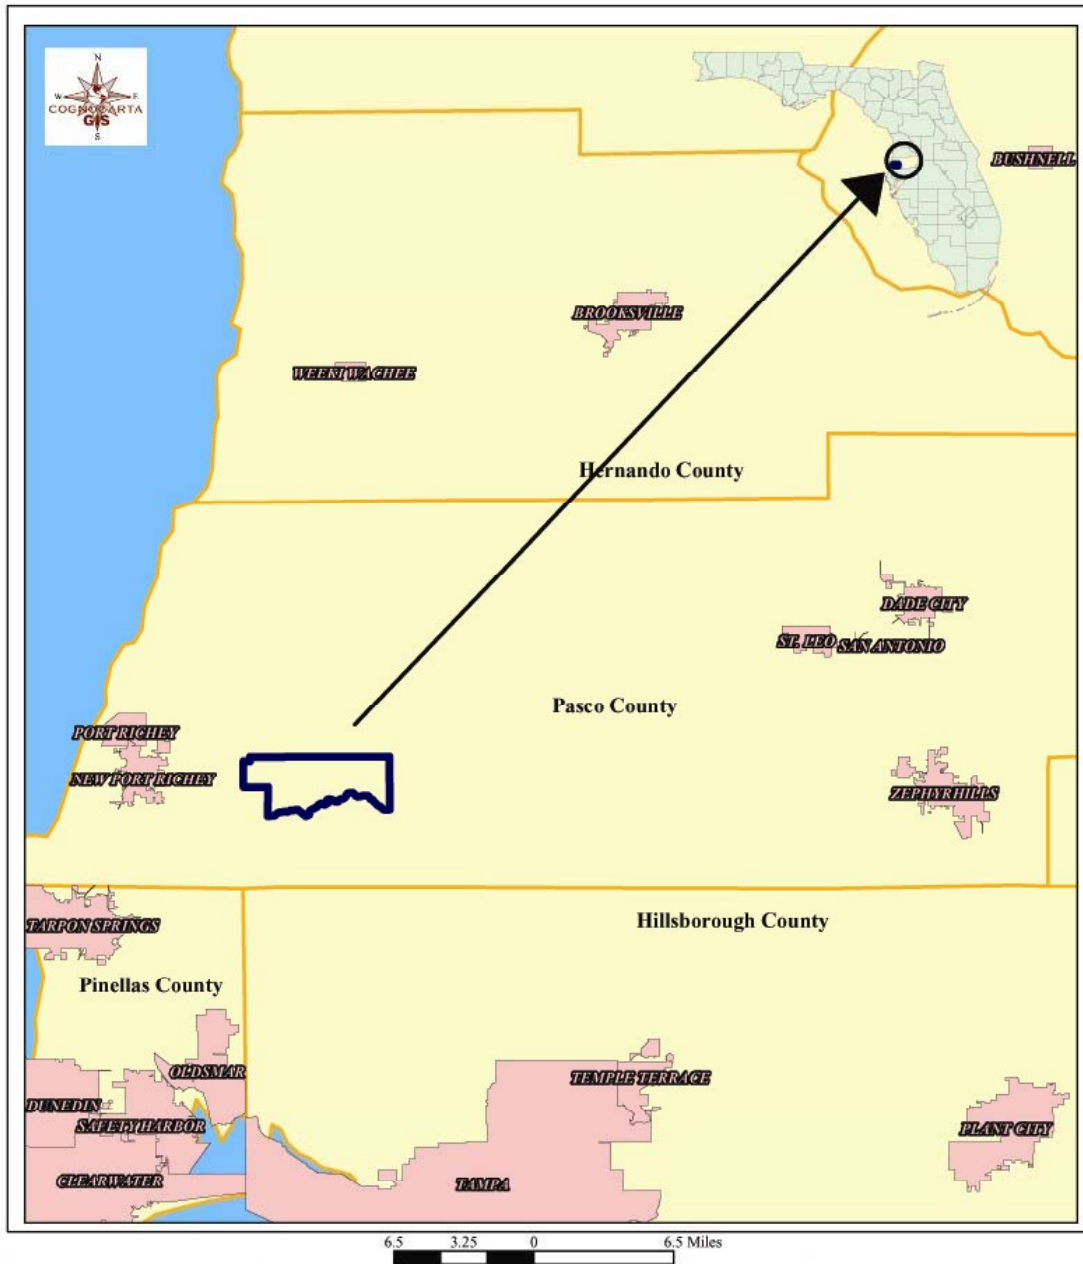 N
W E
COGNOCARTA
GIS
S
BUSHNELL
BROOKSVILLE
WEEKI WACHEE
Hernando County
DADE CITY
ST. LEO SAN ANTONIO
Pasco County
PORT RICHEY
NEW PORT RICHEY
ZEPHYRHILLS
Hillsborough County
TARPON SPRINGS
Pinellas County
OLDSMAR
TEMPLE TERRACE
DUNEDIN
SAFETY HARBOR
PLANT CITY
CLEARWATER
TAMPA
6.5 3.25 0 6.5 Miles